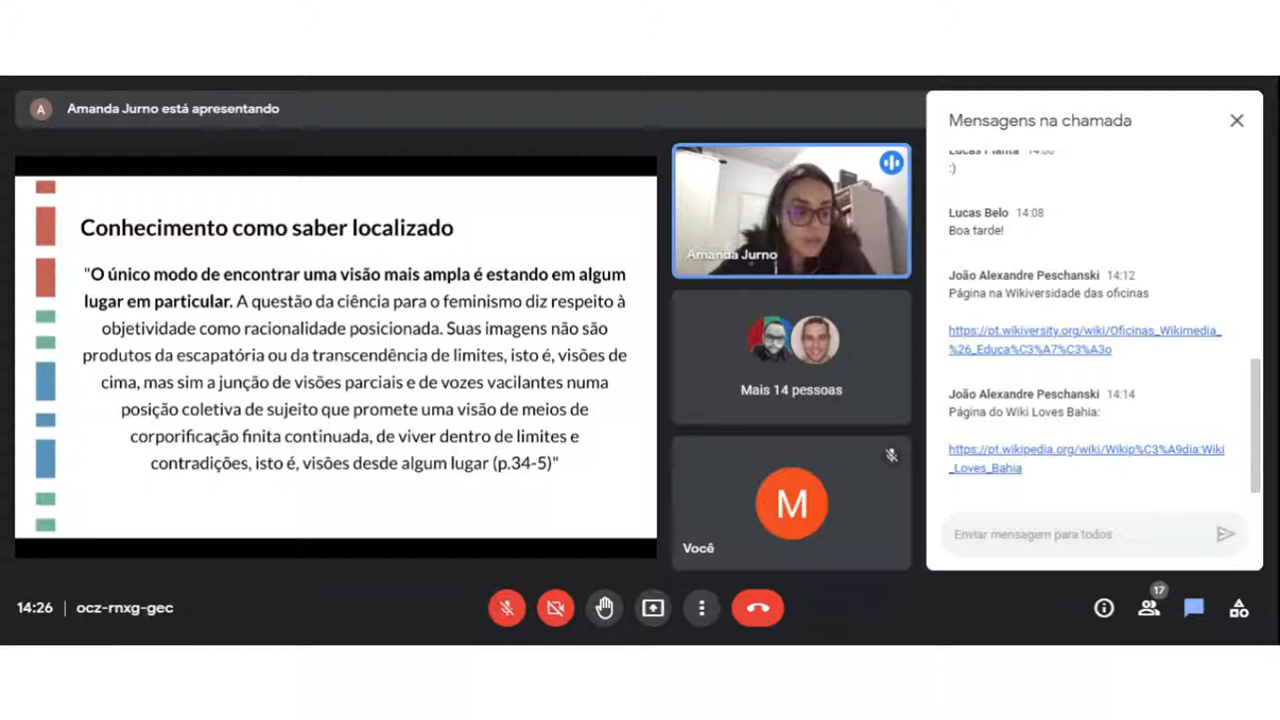 A
Amanda Jurno está apresentando
Conhecimento como saber localizado
"O único modo de encontrar uma visão mais ampla é estando em algum
lugar em particular. A questão da ciência para o feminismo diz respeito à
objetividade como racionalidade posicionada. Suas imagens não são
produtos da escapatória ou da transcendência de limites, isto é, visões de
cima, mas sim a junção de visões parciais e de vozes vacilantes numa
posição coletiva de sujeito que promete uma visão de meios de
corporificação finita continuada, de viver dentro de limites e
contradições, isto é, visões desde algum lugar (p.34-5)"
Amanda Jurno
Mais 14 pessoas
M
Você
Mensagens na chamada
:)
Lucas Belo 14:08
Boa tarde!
João Alexandre Peschanski 14:12
Página na Wikiversidade das oficinas
https://pt.wikiversity.org/wiki/Oficinas_Wikimedia_
%26_Educa%C3%A7%C3%A3o
João Alexandre Peschanski 14:14
Página do Wiki Loves Bahia:
https://pt.wikipedia.org/wiki/Wikip%C3%A9dia:Wiki
_Loves_Bahia
Enviar mensagem para todos
14:26 | ocz-rnxg-gec
17